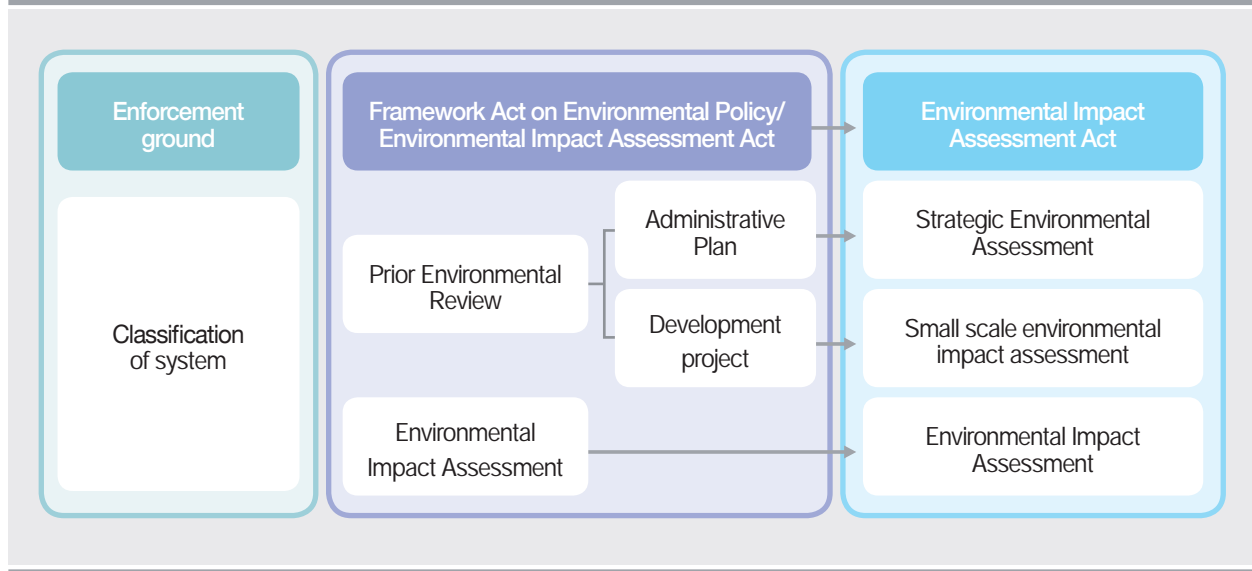 Enforcement
ground
Framework Act on Environmental Policy/
Environmental Impact Assessment Act
Environmental Impact
Assessment Act
Classification
of system
Prior Environmental
Review
Administrative
Plan
Development
project
Environmental
Impact Assessment
Strategic Environmental
Assessment
Small scale environmental
impact assessment
Environmental Impact
Assessment